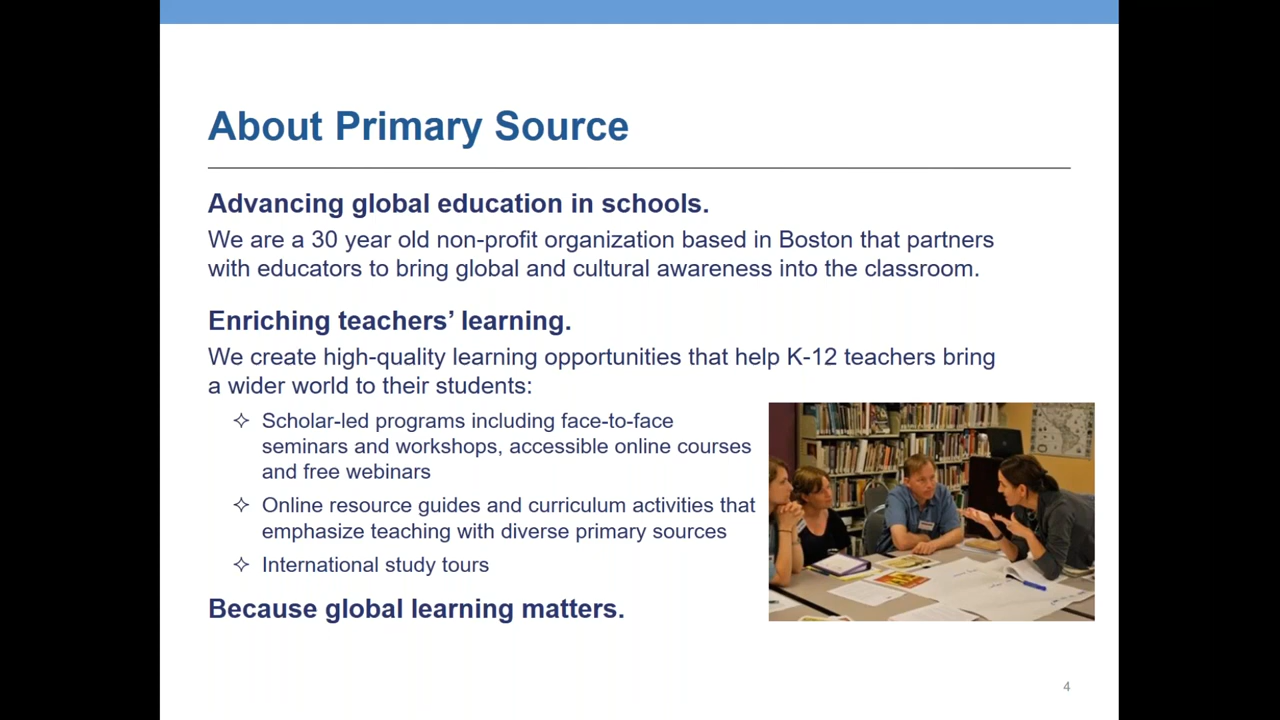 About Primary Source
Advancing global education in schools.
We are a 30 year old non-profit organization based in Boston that partners
with educators to bring global and cultural awareness into the classroom.
Enriching teachers’ learning.
We create high-quality learning opportunities that help K-12 teachers bring
a wider world to their students:
Scholar-led programs including face-to-face
seminars and workshops, accessible online courses
and free webinars
Online resource guides and curriculum activities that
emphasize teaching with diverse primary sources
International study tours
Because global learning matters.
4